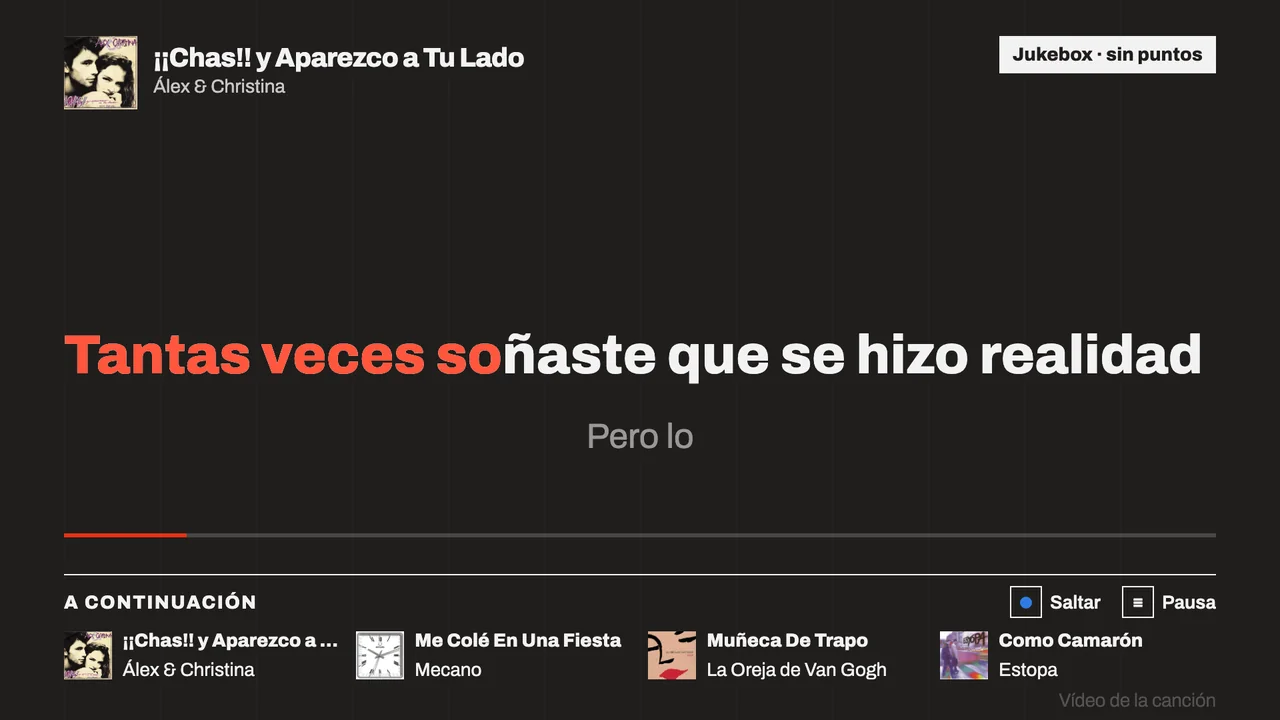 ¡¡Chas!! y Aparezco a Tu Lado
Álex & Christina
Jukebox · sin puntos
Tantas veces soñaste que se hizo realidad
Pero lo
A CONTINUACIÓN
Saltar
Pausa
¡¡Chas!! y Aparezco a ...
Álex & Christina
Me Colé En Una Fiesta
Mecano
Muñeca De Trapo
La Oreja de Van Gogh
Como Camarón
Estopa
Vídeo de la canción